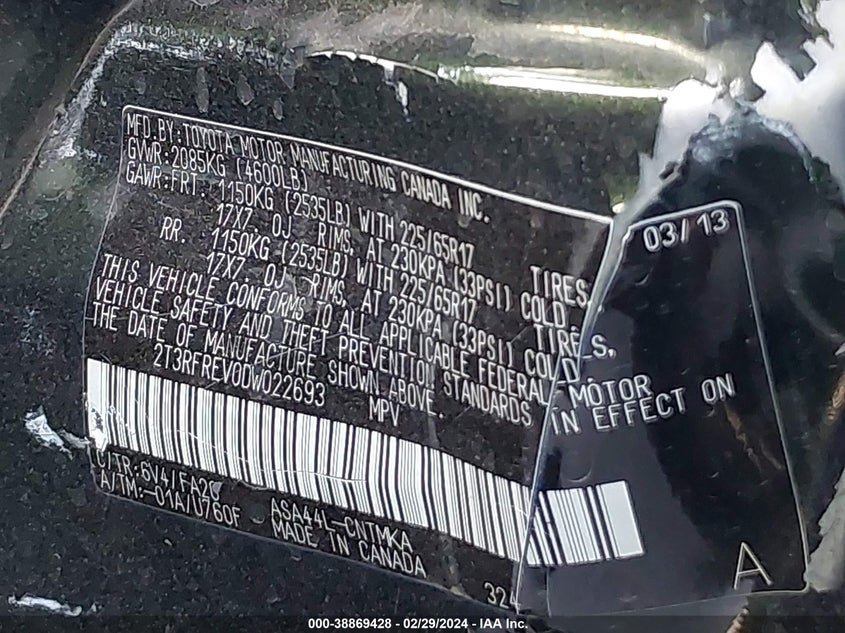 MFD.BY:TOYOTA MOTOR MANUFACTURING CANADA INC. 03/13
GVWR:2085KG (4600LB)
GAWR:FRT. 1150KG (2535LB) WITH 225/65R17 TIRES,
17X7.0J RIMS, AT 230KPA (33PSI) COLD
RR. 1150KG (2535LB) WITH 225/65R17 TIRES,
17X7.0J RIMS, AT 230KPA (33PSI) COLD
THIS VEHICLE CONFORMS TO ALL APPLICABLE FEDERAL MOTOR
VEHICLE SAFETY AND THEFT PREVENTION STANDARDS IN EFFECT ON
THE DATE OF MANUFACTURE SHOWN ABOVE.
2T3RFREV0DW022693 MPV
C/TR:6V4/FA20 ASA44L-CNTMKA
A/TM:-01A/U760F MADE IN CANADA
324 A
000-38869428 - 02/29/2024 - IAA Inc.